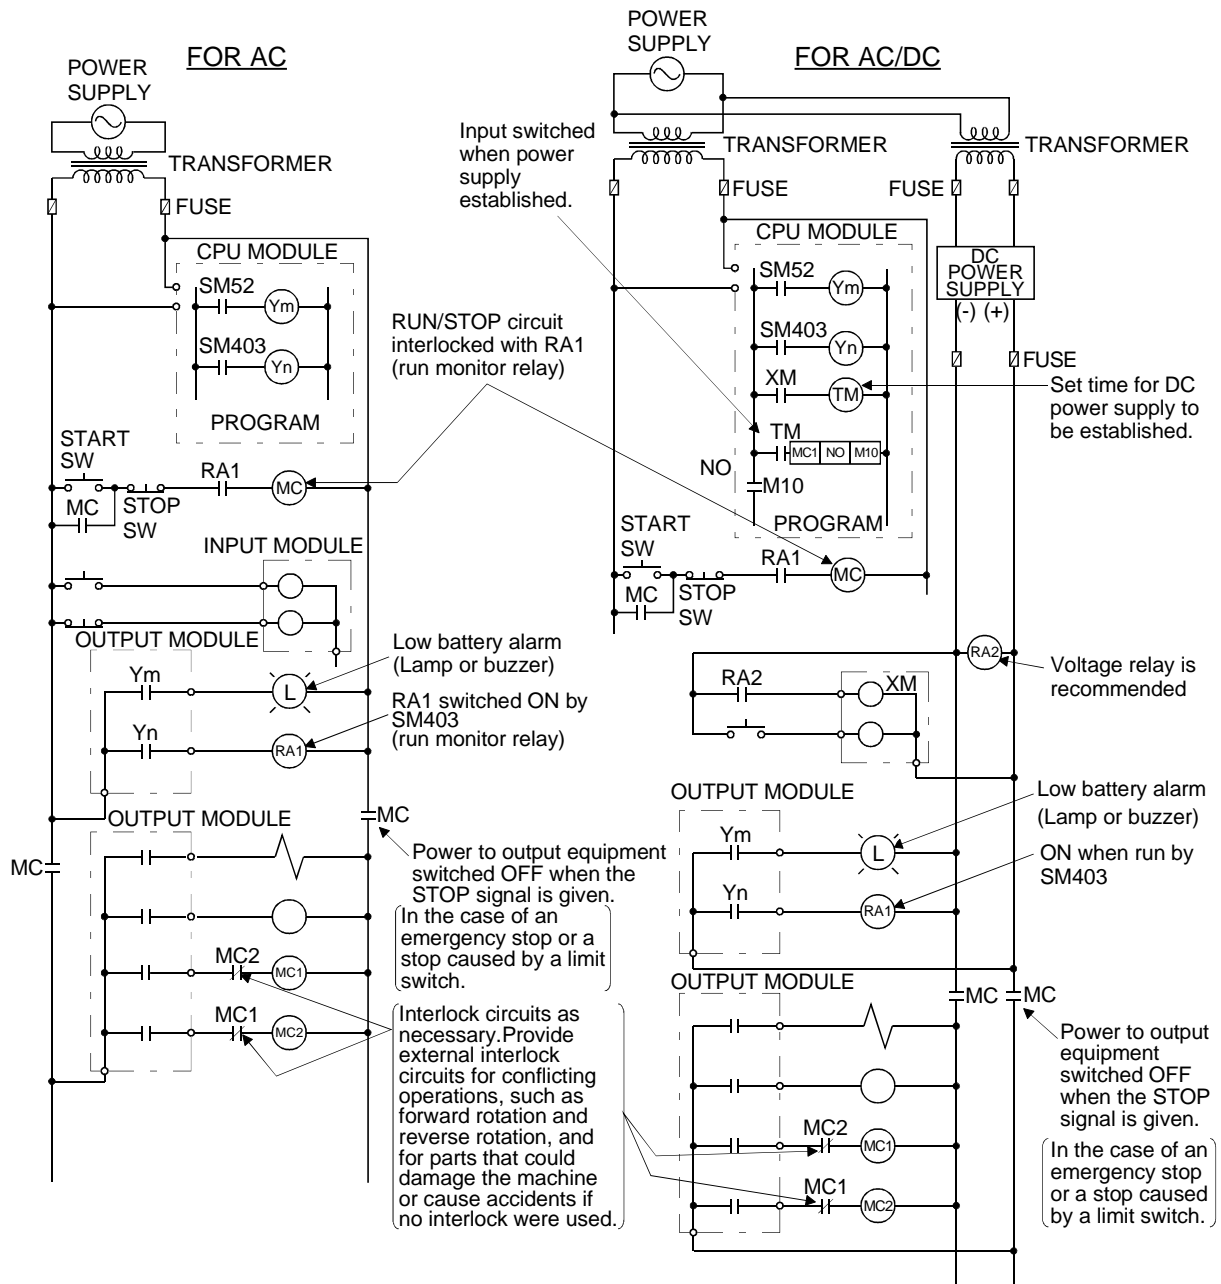 FOR AC
POWER
SUPPLY
TRANSFORMER
FUSE
CPU MODULE
SM52
Ym
SM403
Yn
PROGRAM
START
SW
RA1
MC
MC
STOP
SW
INPUT MODULE
OUTPUT MODULE
Ym
L
Yn
RA1
OUTPUT MODULE
MC
MC
MC2
MC1
MC1
MC2
RUN/STOP circuit
interlocked with RA1
(run monitor relay)
Low battery alarm
(Lamp or buzzer)
RA1 switched ON by
SM403
(run monitor relay)
Power to output equipment
switched OFF when the
STOP signal is given.
In the case of an
emergency stop or a
stop caused by a limit
switch.
Interlock circuits as
necessary.Provide
external interlock
circuits for conflicting
operations, such as
forward rotation and
reverse rotation, and
for parts that could
damage the machine
or cause accidents if
no interlock were used.
FOR AC/DC
POWER
SUPPLY
Input switched
when power
supply
established.
TRANSFORMER
TRANSFORMER
FUSE
FUSE
CPU MODULE
SM52
Ym
SM403
Yn
XM
TM
TM
MC1 NO M10
NO
M10
PROGRAM
DC
POWER
SUPPLY
(-) (+)
FUSE
Set time for DC
power supply to
be established.
START
SW
RA1
MC
MC
STOP
SW
RA2
Voltage relay is
recommended
RA2
XM
OUTPUT MODULE
Ym
L
Yn
RA1
Low battery alarm
(Lamp or buzzer)
ON when run by
SM403
OUTPUT MODULE
MC
MC
MC2
MC1
MC1
MC2
Power to output
equipment
switched OFF
when the STOP
signal is given.
In the case of an
emergency stop
or a stop caused
by a limit switch.